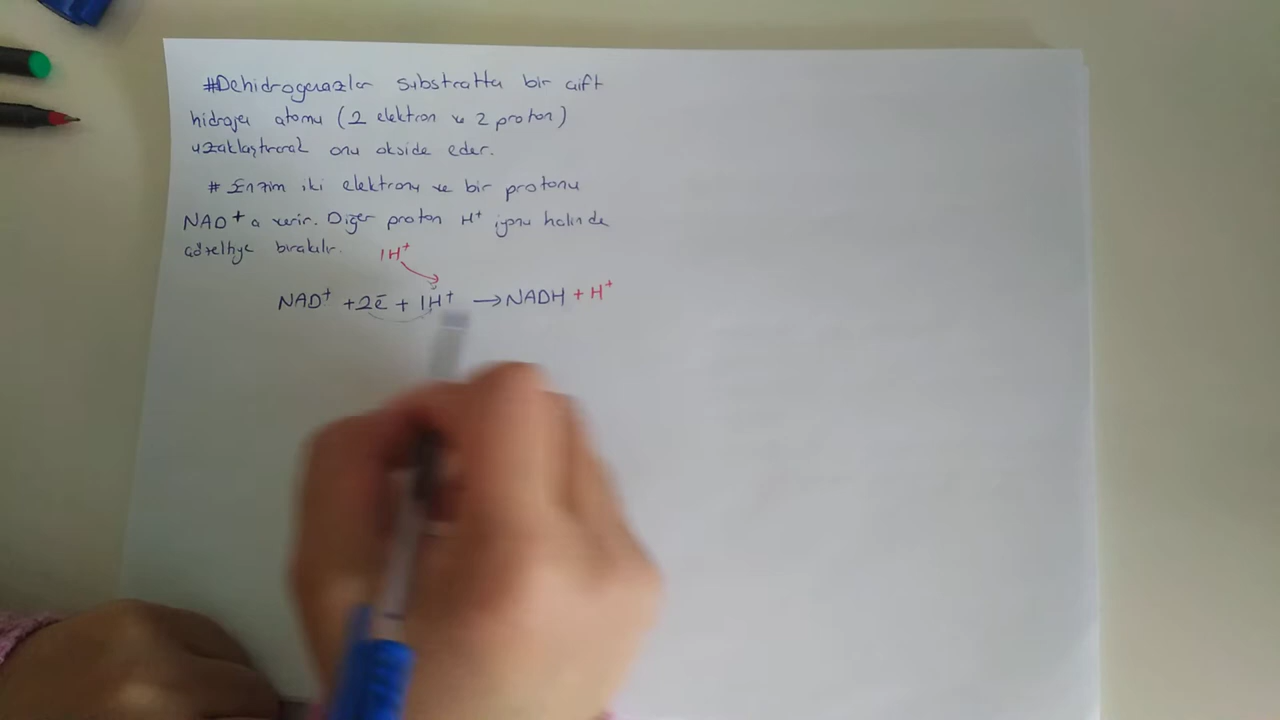 #Dehidrogenazlar substrattan bir çift
hidrojen atomu (2 elektron ve 2 proton)
uzaklaştırarak onu okside eder.
# Enzim iki elektronu ve bir protonu
NAD⁺ a verir. Diğer proton H⁺ iyonu halinde
çözeltiye bırakılır.
1H⁺
NAD⁺ + 2ē + 1H⁺ → NADH + H⁺